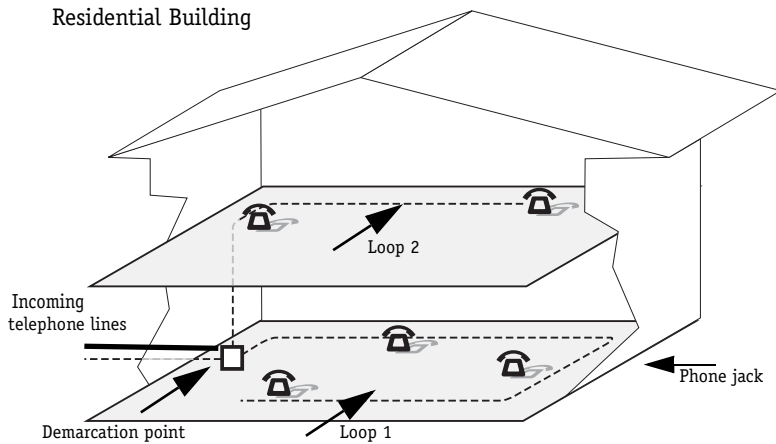 Residential Building
Loop 2
Incoming
telephone lines
Phone jack
Demarcation point
Loop 1